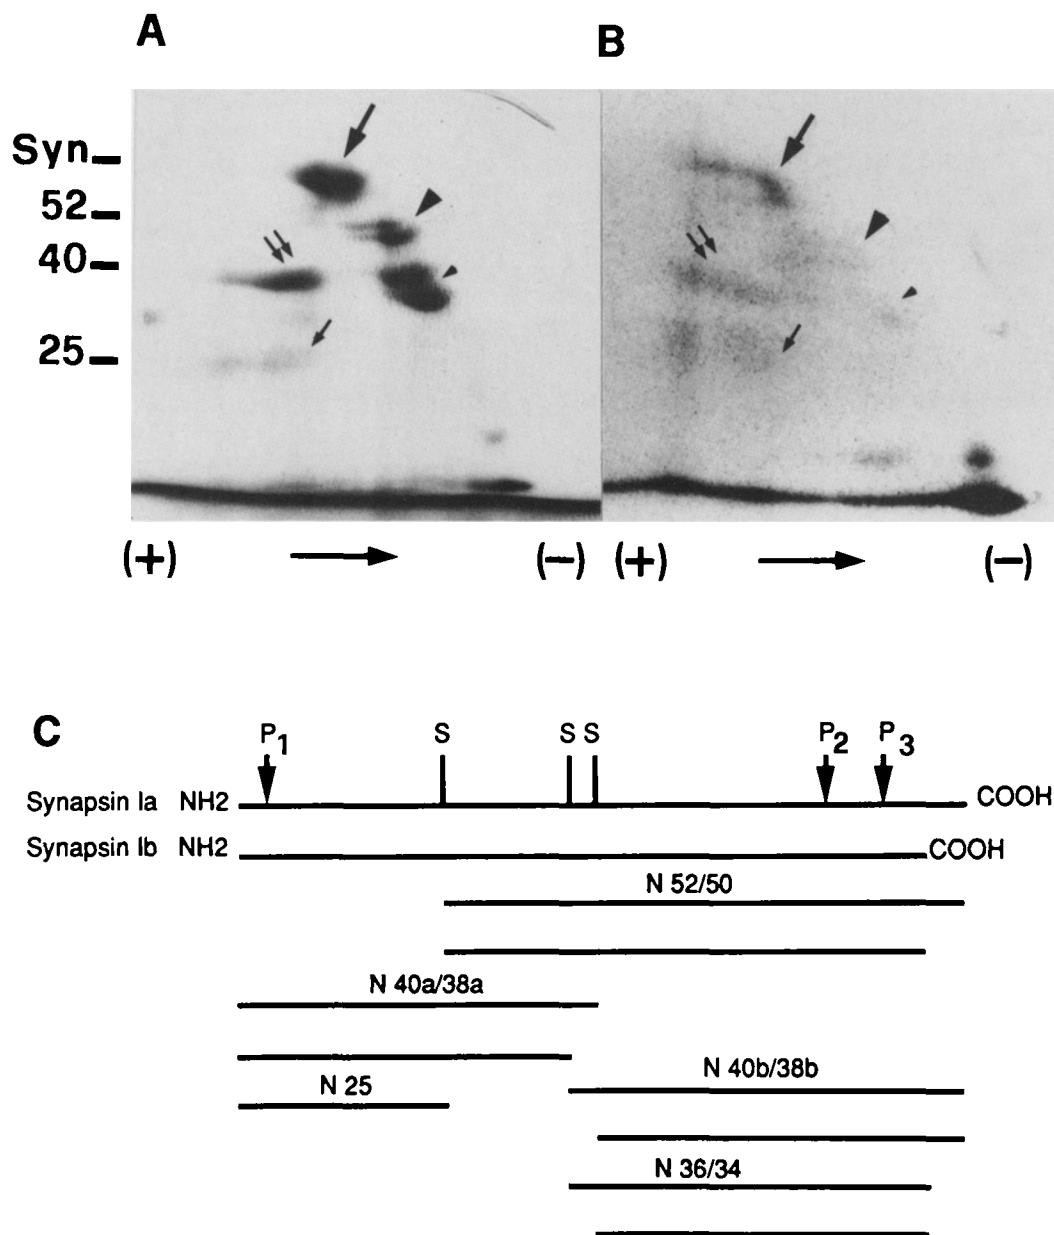 A B
Syn
52
40
25
(+) (−) (+) (−)
C
P1 S S S P2 P3
Synapsin Ia NH2 COOH
Synapsin Ib NH2 COOH
N 52/50
N 40a/38a
N 40b/38b
N 25
N 36/34